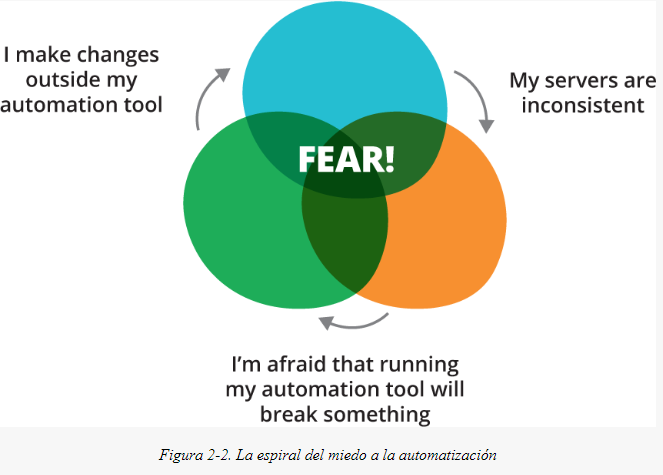 I make changes
outside my
automation tool
My servers are
inconsistent
FEAR!
I'm afraid that running
my automation tool will
break something
Figura 2-2. La espiral del miedo a la automatización